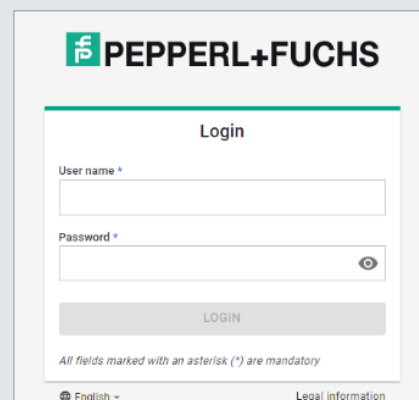 PEPPERL+FUCHS
Login
User name *
Password *
LOGIN
All fields marked with an asterisk (*) are mandatory
English
Legal information